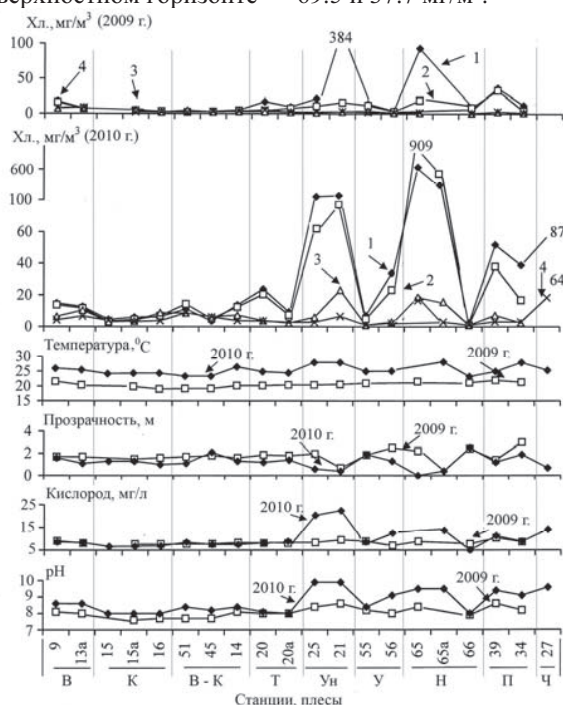 верхностном горизонте — 69.5 и 57.7 мг/м³.
Хл., мг/м³ (2009 г.)
100
50
0
4
3
384
2
1
Хл., мг/м³ (2010 г.)
600
100
60
40
20
0
909
1
3
2
87
4
64
Температура, ⁰С
30
25
20
15
2010 г.
2009 г.
Прозрачность, м
4
2
0
2010 г.
2009 г.
Кислород, мг/л
25
15
5
2010 г.
2009 г.
рН
10
9
8
7
2010 г.
2009 г.
9 13а 15 15а 16 51 45 14 20 20а 25 21 55 56 65 65а 66 39 34 27
В К В - К Т Ун У Н П Ч
Станции, плесы